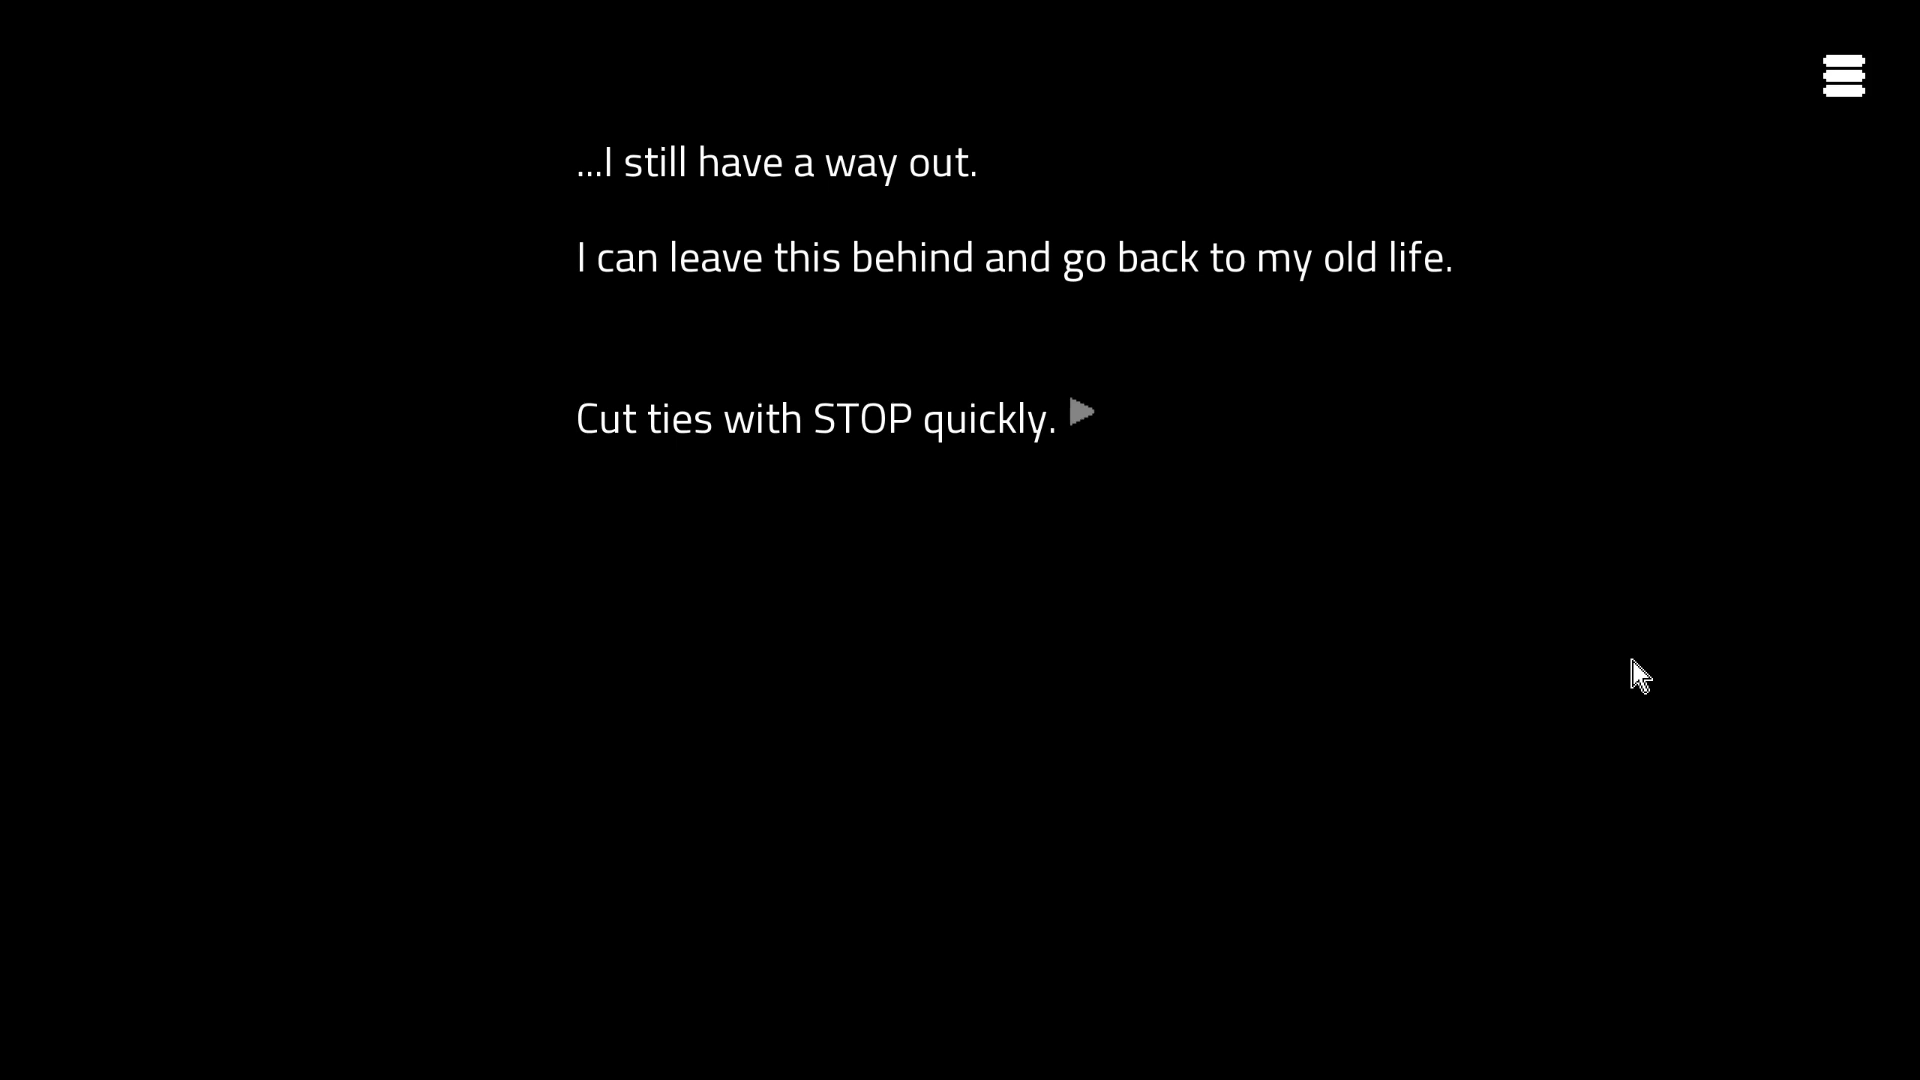 ...I still have a way out.
I can leave this behind and go back to my old life.
Cut ties with STOP quickly.